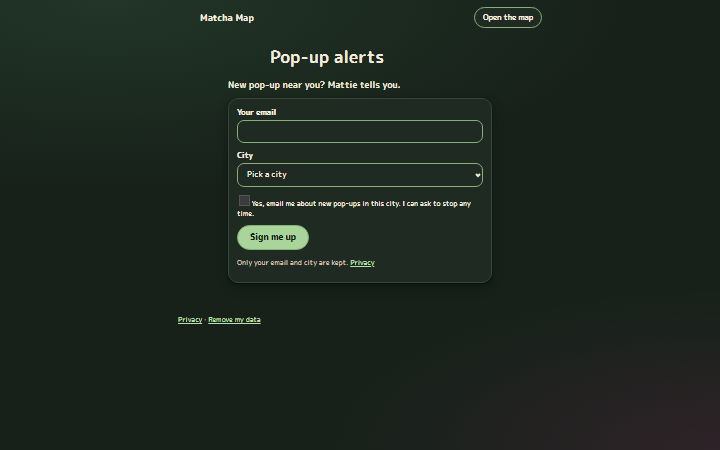 Matcha Map
Open the map
Pop-up alerts
New pop-up near you? Mattie tells you.
Your email
City
Pick a city
Yes, email me about new pop-ups in this city. I can ask to stop any
time.
Sign me up
Only your email and city are kept. Privacy
Privacy · Remove my data